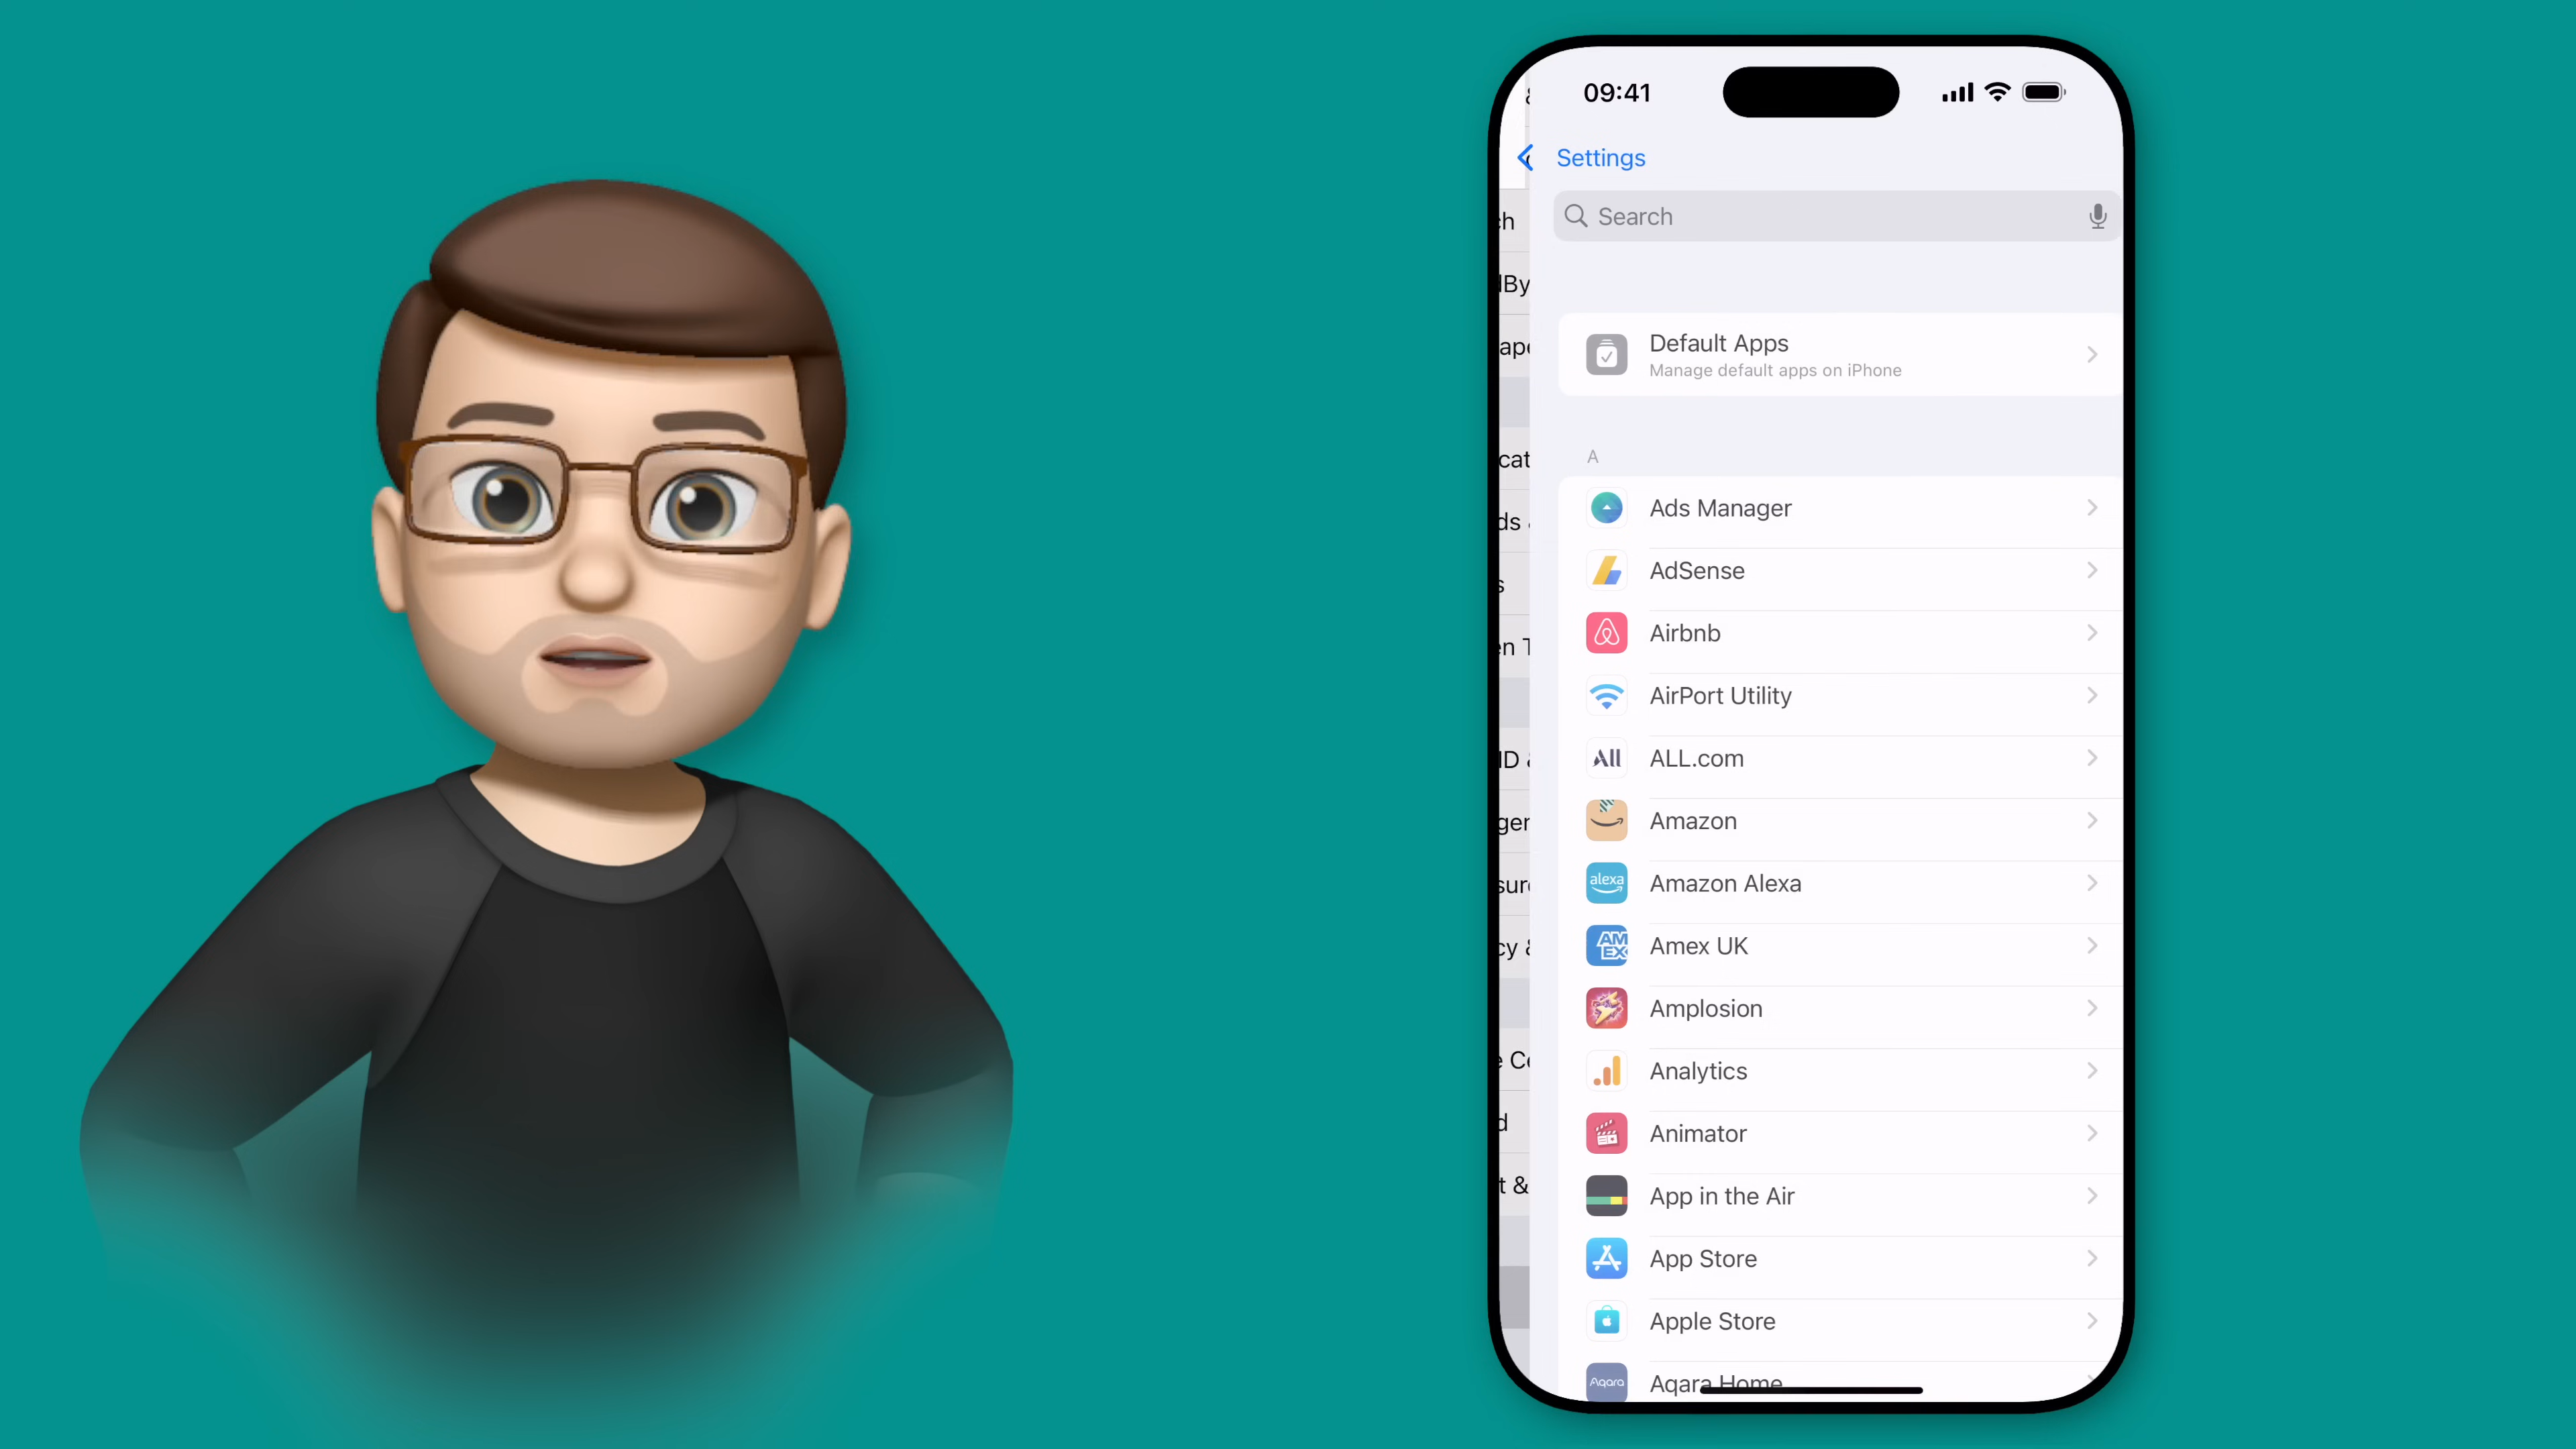 09:41
Settings
Search
Default Apps
Manage default apps on iPhone
A
Ads Manager
AdSense
Airbnb
AirPort Utility
All
ALL.com
Amazon
alexa
Amazon Alexa
AM
EX
Amex UK
Amplosion
Analytics
Animator
App in the Air
App Store
Apple Store
Aqara
Aqara Home